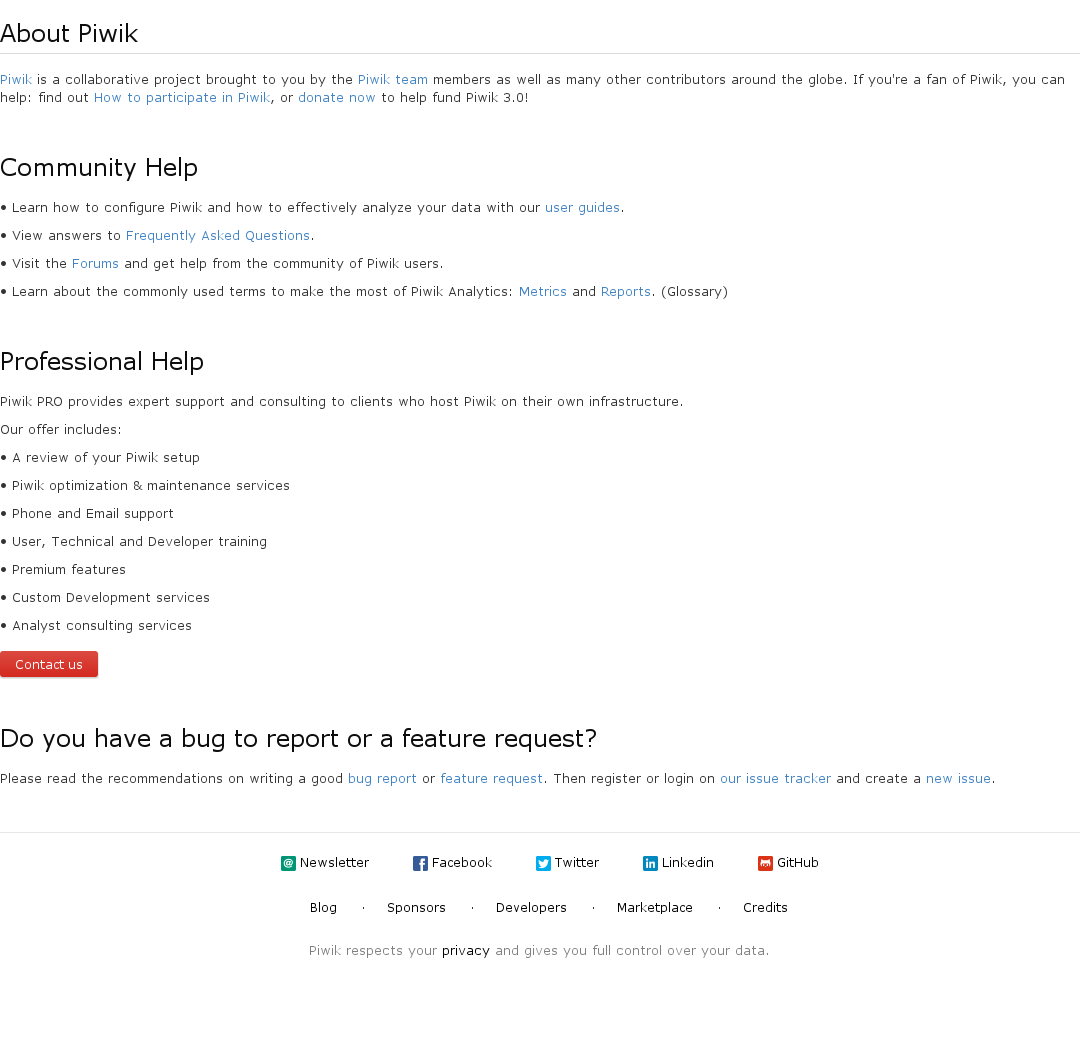 About Piwik
Piwik is a collaborative project brought to you by the Piwik team members as well as many other contributors around the globe. If you're a fan of Piwik, you can
help: find out How to participate in Piwik, or donate now to help fund Piwik 3.0!
Community Help
• Learn how to configure Piwik and how to effectively analyze your data with our user guides.
• View answers to Frequently Asked Questions.
• Visit the Forums and get help from the community of Piwik users.
• Learn about the commonly used terms to make the most of Piwik Analytics: Metrics and Reports. (Glossary)
Professional Help
Piwik PRO provides expert support and consulting to clients who host Piwik on their own infrastructure.
Our offer includes:
• A review of your Piwik setup
• Piwik optimization & maintenance services
• Phone and Email support
• User, Technical and Developer training
• Premium features
• Custom Development services
• Analyst consulting services
Contact us
Do you have a bug to report or a feature request?
Please read the recommendations on writing a good bug report or feature request. Then register or login on our issue tracker and create a new issue.
Newsletter Facebook Twitter Linkedin GitHub
Blog · Sponsors · Developers · Marketplace · Credits
Piwik respects your privacy and gives you full control over your data.